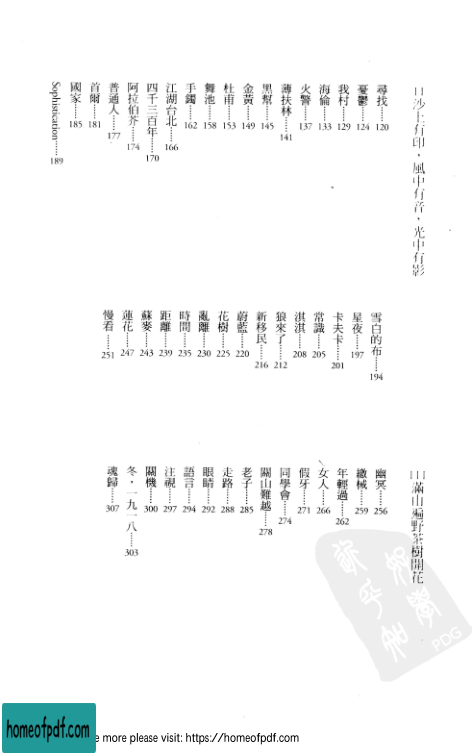 II 沙上有印，風中有音，光中有影
尋找……120
憂鬱……124
我村……129
海倫……133
火警……137
薄扶林……141
黑幫……145
金黃……149
杜甫……153
舞池……158
手鐲……162
江湖台北……166
四千三百年……170
阿拉伯芥……174
普通人……177
首爾……181
國家……185
Sophistication……189
雪白的布……194
星夜……197
卡夫卡……201
常識……205
淇淇……208
狼來了……212
新移民……216
蔚藍……220
花樹……225
亂離……230
時間……235
距離……239
蘇麥……243
蓮花……247
慢看……251
III 滿山遍野茶樹開花
幽冥……256
繳械……259
年輕過……262
女人……266
假牙……271
同學會……274
關山難越……278
老子……285
走路……288
眼睛……292
語言……294
注視……297
關機……300
冬，一九一八……303
魂歸……307
PDG
homeofpdf.com
e more please visit: https://homeofpdf.com